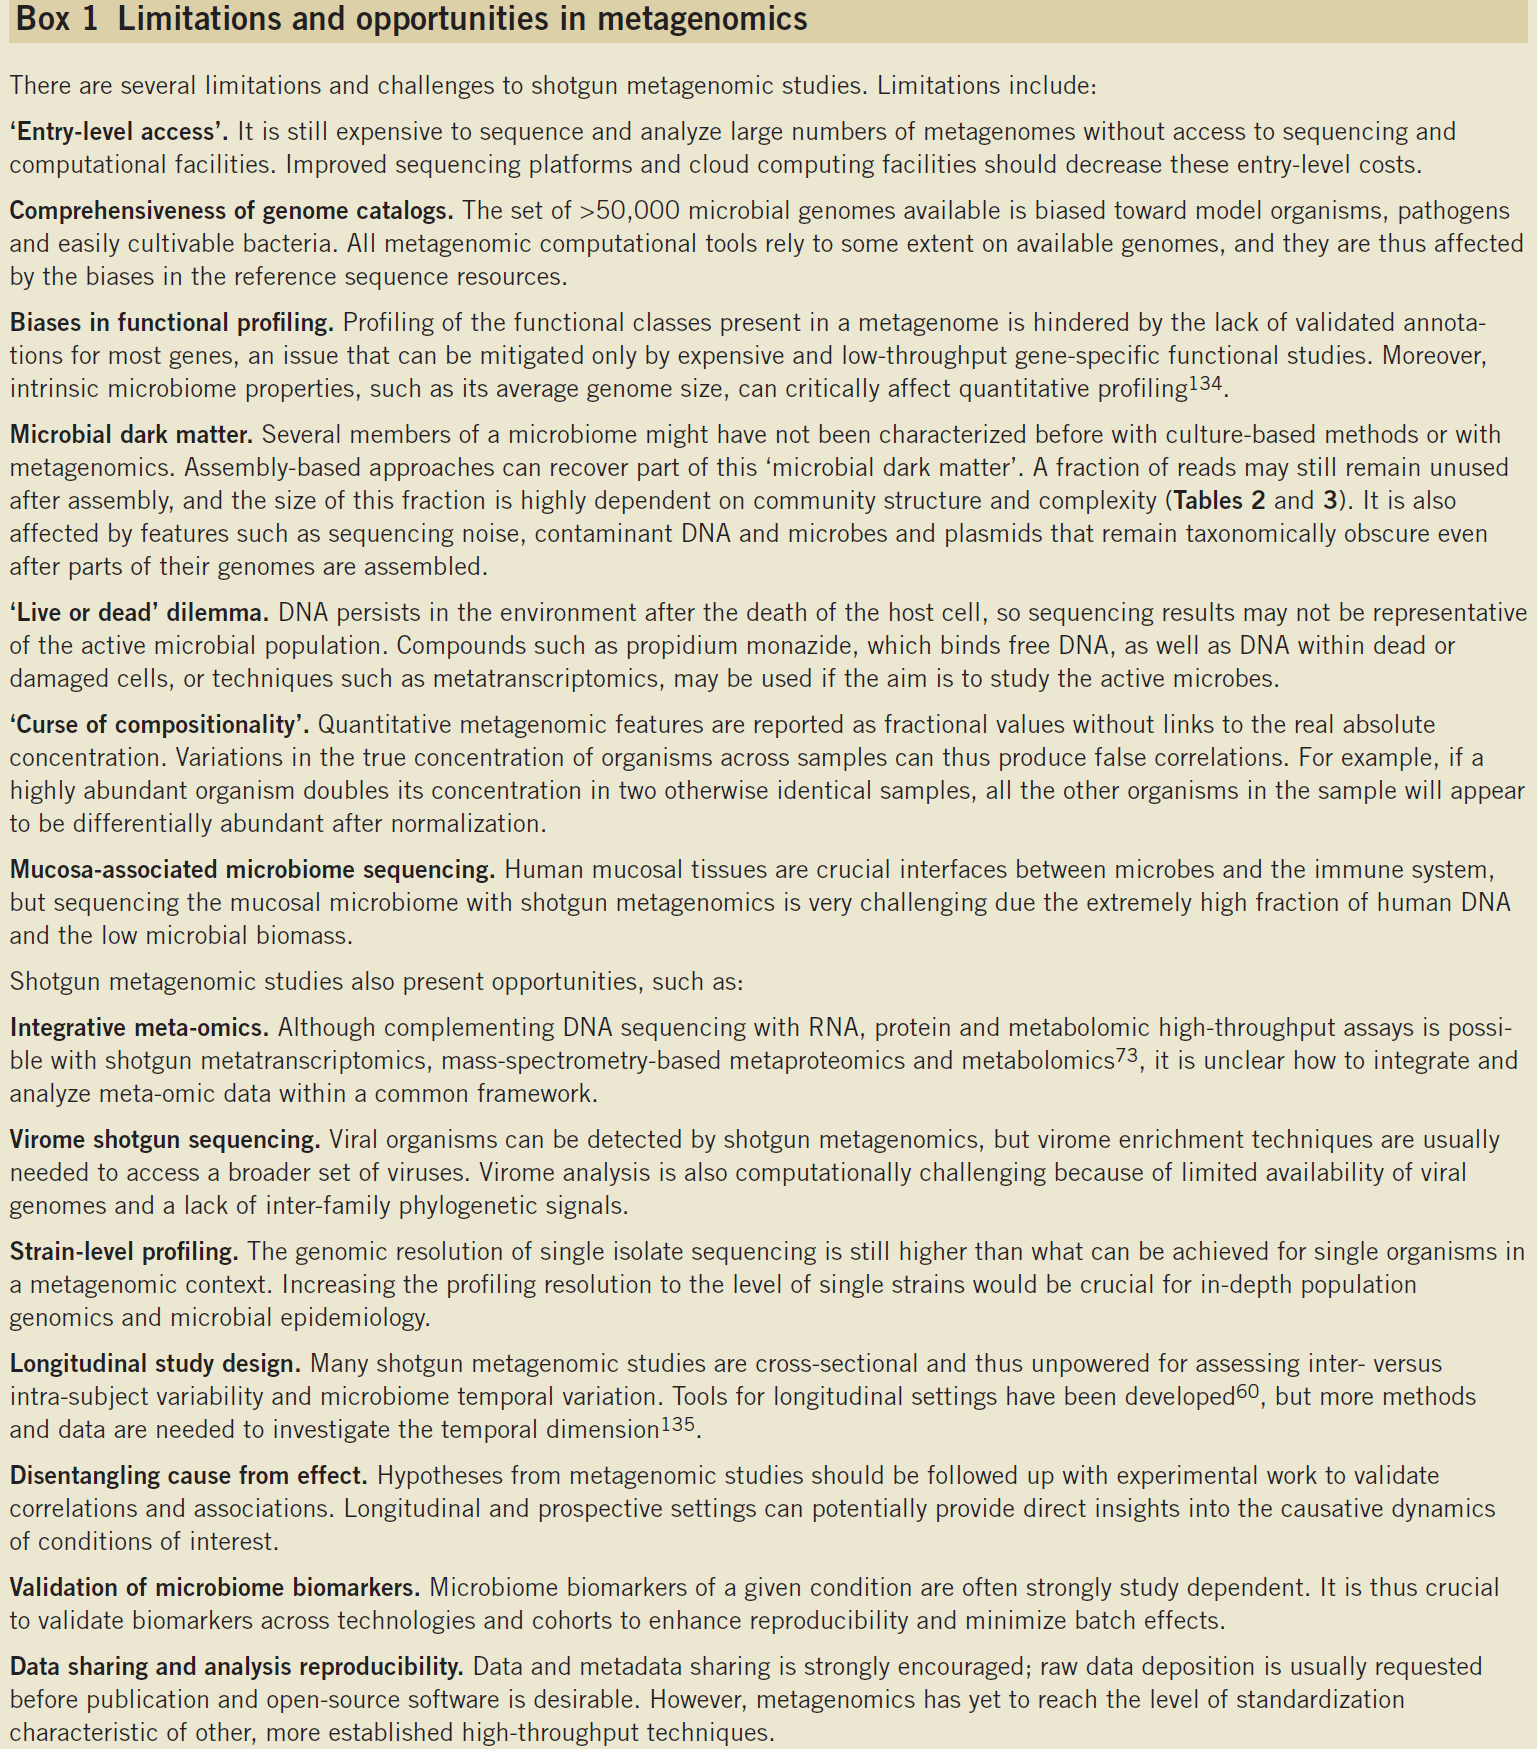 Box 1 Limitations and opportunities in metagenomics
There are several limitations and challenges to shotgun metagenomic studies. Limitations include:
‘Entry-level access’. It is still expensive to sequence and analyze large numbers of metagenomes without access to sequencing and
computational facilities. Improved sequencing platforms and cloud computing facilities should decrease these entry-level costs.
Comprehensiveness of genome catalogs. The set of >50,000 microbial genomes available is biased toward model organisms, pathogens
and easily cultivable bacteria. All metagenomic computational tools rely to some extent on available genomes, and they are thus affected
by the biases in the reference sequence resources.
Biases in functional profiling. Profiling of the functional classes present in a metagenome is hindered by the lack of validated annota-
tions for most genes, an issue that can be mitigated only by expensive and low-throughput gene-specific functional studies. Moreover,
intrinsic microbiome properties, such as its average genome size, can critically affect quantitative profiling134.
Microbial dark matter. Several members of a microbiome might have not been characterized before with culture-based methods or with
metagenomics. Assembly-based approaches can recover part of this ‘microbial dark matter’. A fraction of reads may still remain unused
after assembly, and the size of this fraction is highly dependent on community structure and complexity (Tables 2 and 3). It is also
affected by features such as sequencing noise, contaminant DNA and microbes and plasmids that remain taxonomically obscure even
after parts of their genomes are assembled.
‘Live or dead’ dilemma. DNA persists in the environment after the death of the host cell, so sequencing results may not be representative
of the active microbial population. Compounds such as propidium monazide, which binds free DNA, as well as DNA within dead or
damaged cells, or techniques such as metatranscriptomics, may be used if the aim is to study the active microbes.
‘Curse of compositionality’. Quantitative metagenomic features are reported as fractional values without links to the real absolute
concentration. Variations in the true concentration of organisms across samples can thus produce false correlations. For example, if a
highly abundant organism doubles its concentration in two otherwise identical samples, all the other organisms in the sample will appear
to be differentially abundant after normalization.
Mucosa-associated microbiome sequencing. Human mucosal tissues are crucial interfaces between microbes and the immune system,
but sequencing the mucosal microbiome with shotgun metagenomics is very challenging due the extremely high fraction of human DNA
and the low microbial biomass.
Shotgun metagenomic studies also present opportunities, such as:
Integrative meta-omics. Although complementing DNA sequencing with RNA, protein and metabolomic high-throughput assays is possi-
ble with shotgun metatranscriptomics, mass-spectrometry-based metaproteomics and metabolomics73, it is unclear how to integrate and
analyze meta-omic data within a common framework.
Virome shotgun sequencing. Viral organisms can be detected by shotgun metagenomics, but virome enrichment techniques are usually
needed to access a broader set of viruses. Virome analysis is also computationally challenging because of limited availability of viral
genomes and a lack of inter-family phylogenetic signals.
Strain-level profiling. The genomic resolution of single isolate sequencing is still higher than what can be achieved for single organisms in
a metagenomic context. Increasing the profiling resolution to the level of single strains would be crucial for in-depth population
genomics and microbial epidemiology.
Longitudinal study design. Many shotgun metagenomic studies are cross-sectional and thus unpowered for assessing inter- versus
intra-subject variability and microbiome temporal variation. Tools for longitudinal settings have been developed60, but more methods
and data are needed to investigate the temporal dimension135.
Disentangling cause from effect. Hypotheses from metagenomic studies should be followed up with experimental work to validate
correlations and associations. Longitudinal and prospective settings can potentially provide direct insights into the causative dynamics
of conditions of interest.
Validation of microbiome biomarkers. Microbiome biomarkers of a given condition are often strongly study dependent. It is thus crucial
to validate biomarkers across technologies and cohorts to enhance reproducibility and minimize batch effects.
Data sharing and analysis reproducibility. Data and metadata sharing is strongly encouraged; raw data deposition is usually requested
before publication and open-source software is desirable. However, metagenomics has yet to reach the level of standardization
characteristic of other, more established high-throughput techniques.